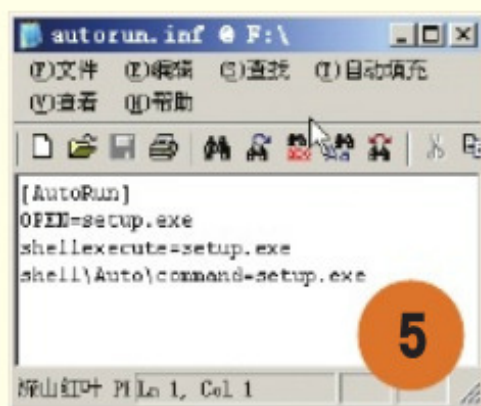 autorun.inf @ F:\
(F)文件 (E)编辑 (S)查找 (T)自动填充
(V)查看 (H)帮助
[AutoRun]
OPEN=setup.exe
shellexecute=setup.exe
shell\Auto\command=setup.exe
5
深山红叶 Ln 1, Col 1